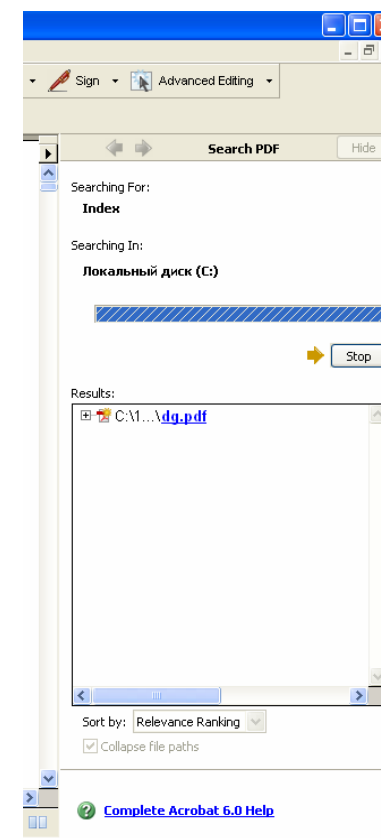 Sign Advanced Editing
Search PDF Hide
Searching For:
Index
Searching In:
Локальный диск (C:)
Stop
Results:
C:\1...\dg.pdf
Sort by: Relevance Ranking
Collapse file paths
Complete Acrobat 6.0 Help